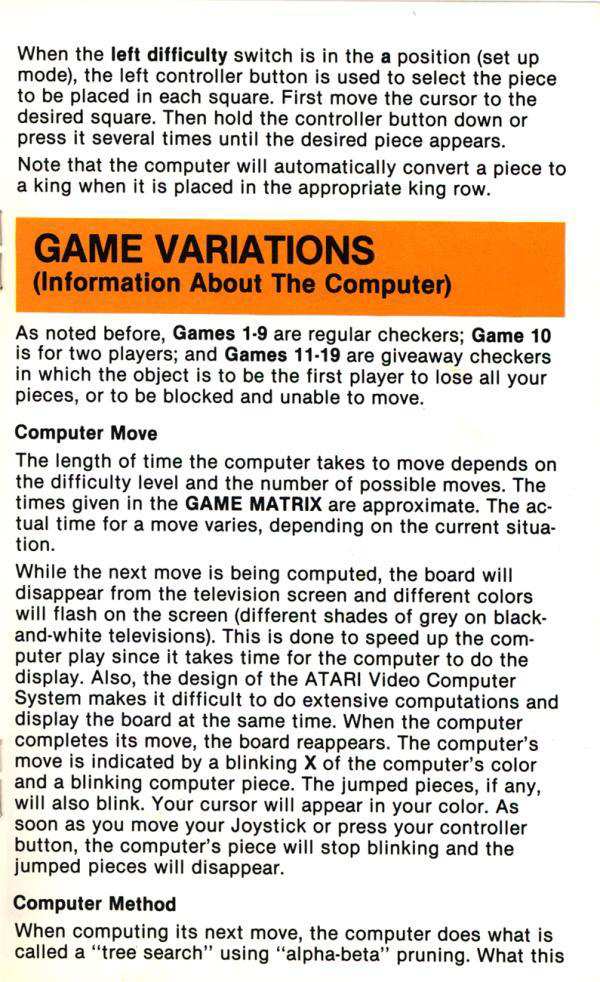 When the left difficulty switch is in the a position (set up
mode), the left controller button is used to select the piece
to be placed in each square. First move the cursor to the
desired square. Then hold the controller button down or
press it several times until the desired piece appears.
Note that the computer will automatically convert a piece to
a king when it is placed in the appropriate king row.
GAME VARIATIONS
(Information About The Computer)
As noted before, Games 1-9 are regular checkers; Game 10
is for two players; and Games 11-19 are giveaway checkers
in which the object is to be the first player to lose all your
pieces, or to be blocked and unable to move.
Computer Move
The length of time the computer takes to move depends on
the difficulty level and the number of possible moves. The
times given in the GAME MATRIX are approximate. The ac-
tual time for a move varies, depending on the current situa-
tion.
While the next move is being computed, the board will
disappear from the television screen and different colors
will flash on the screen (different shades of grey on black-
and-white televisions). This is done to speed up the com-
puter play since it takes time for the computer to do the
display. Also, the design of the ATARI Video Computer
System makes it difficult to do extensive computations and
display the board at the same time. When the computer
completes its move, the board reappears. The computer's
move is indicated by a blinking X of the computer's color
and a blinking computer piece. The jumped pieces, if any,
will also blink. Your cursor will appear in your color. As
soon as you move your Joystick or press your controller
button, the computer's piece will stop blinking and the
jumped pieces will disappear.
Computer Method
When computing its next move, the computer does what is
called a "tree search" using "alpha-beta" pruning. What this